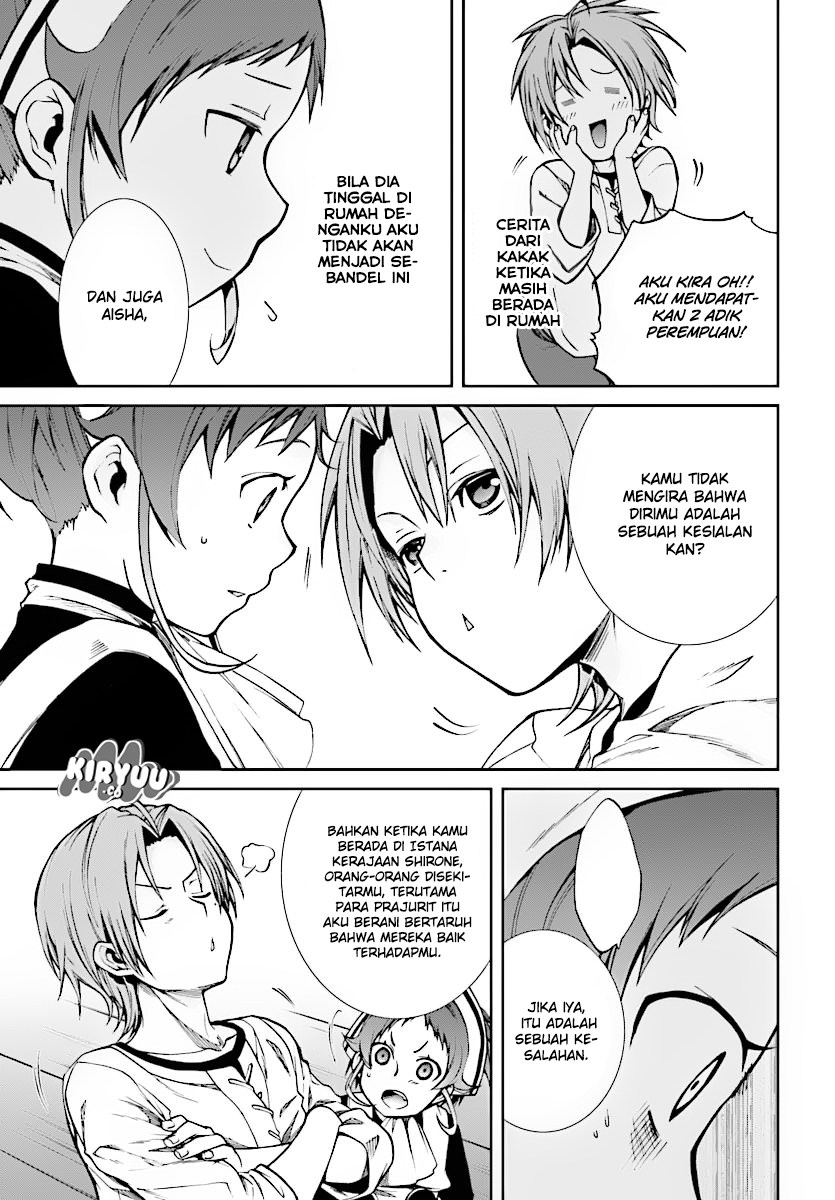 AKU KIRA OH!!
AKU MENDAPAT-
KAN 2 ADIK
PEREMPUAN!
CERITA
DARI
KAKAK
KETIKA
MASIH
BERADA
DI RUMAH
BILA DIA
TINGGAL DI
RUMAH DE-
NGANKU AKU
TIDAK AKAN
MENJADI SE-
BANDEL INI
DAN JUGA
AISHA,
KAMU TIDAK
MENGIRA BAHWA
DIRIMU ADALAH
SEBUAH KESIALAN
KAN?
KIRYUU
.CO
JIKA IYA,
ITU ADALAH
SEBUAH KE-
SALAHAN.
BAHKAN KETIKA KAMU
BERADA DI ISTANA
KERAJAAN SHIRONE,
ORANG-ORANG DISEKI-
TARMU, TERUTAMA
PARA PRAJURIT ITU
AKU BERANI BERTARUH
BAHWA MEREKA BAIK
TERHADAPMU.